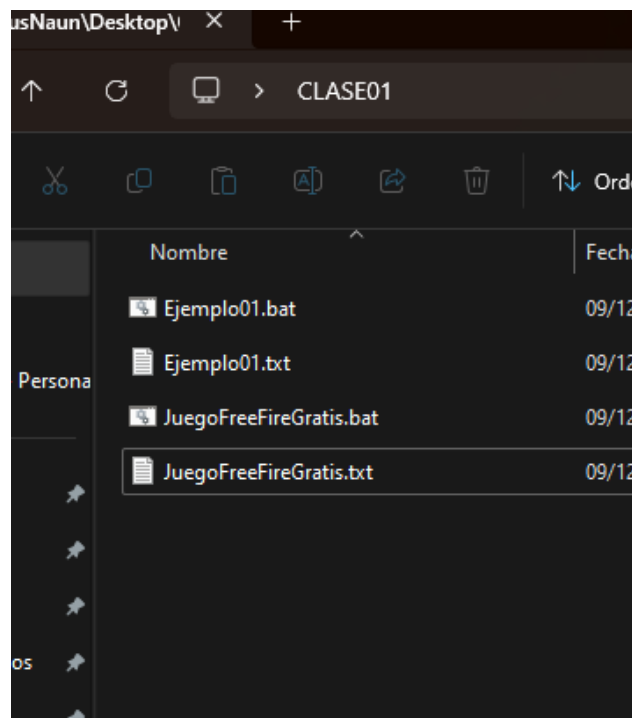 usNaun\Desktop\
CLASE01
Orde
Nombre
Fecha
Ejemplo01.bat
09/12
Ejemplo01.txt
09/12
Persona
JuegoFreeFireGratis.bat
09/12
JuegoFreeFireGratis.txt
09/12
os